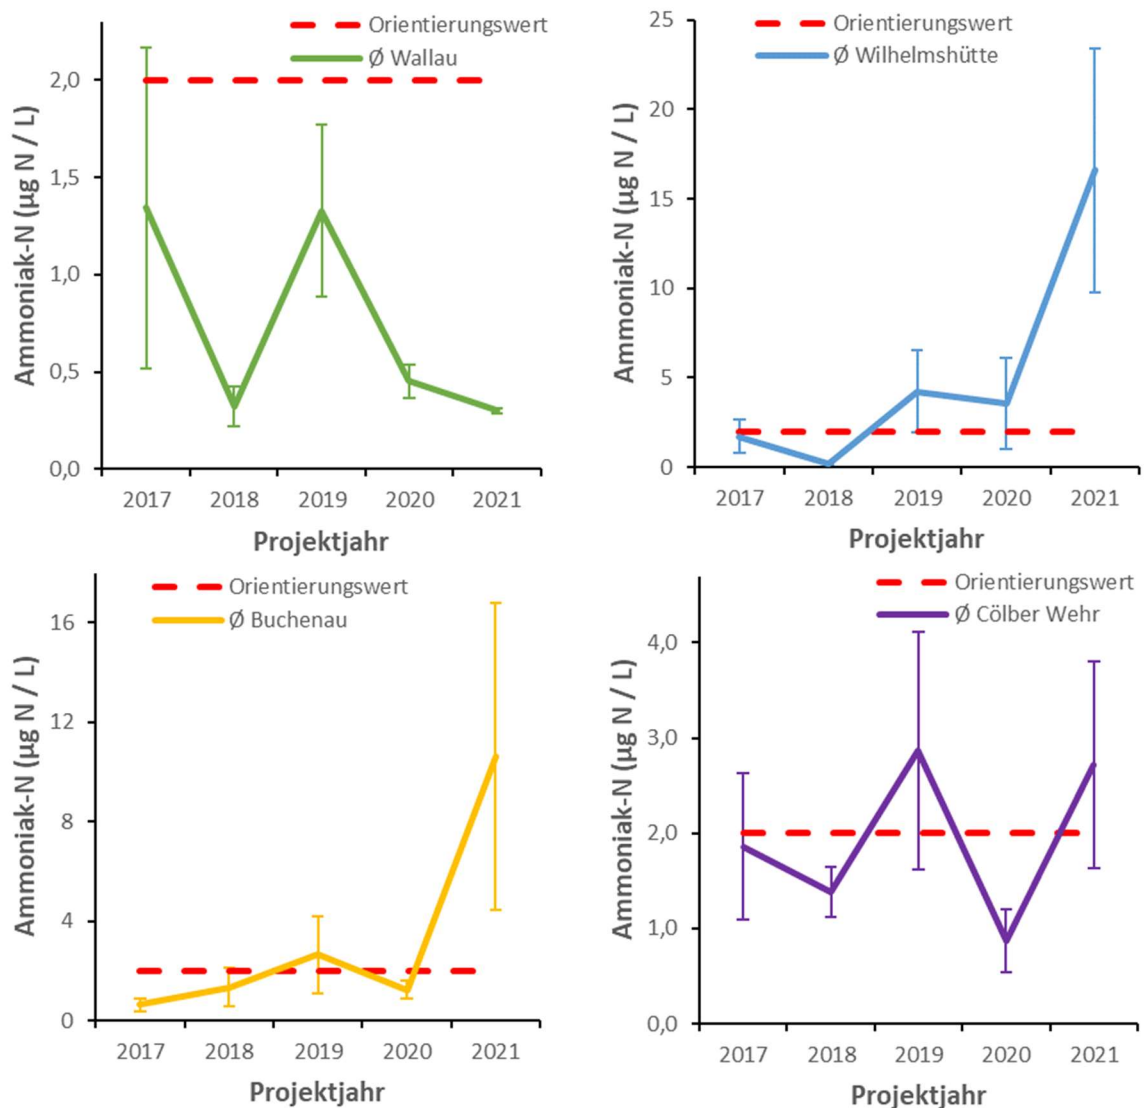 Orientierungswert
Ø Wallau
Ammoniak-N (µg N / L)
2,0
1,5
1,0
0,5
0,0
2017 2018 2019 2020 2021
Projektjahr
Orientierungswert
Ø Wilhelmshütte
Ammoniak-N (µg N / L)
25
20
15
10
5
0
2017 2018 2019 2020 2021
Projektjahr
Orientierungswert
Ø Buchenau
Ammoniak-N (µg N / L)
16
12
8
4
0
2017 2018 2019 2020 2021
Projektjahr
Orientierungswert
Ø Cölber Wehr
Ammoniak-N (µg N / L)
4,0
3,0
2,0
1,0
0,0
2017 2018 2019 2020 2021
Projektjahr